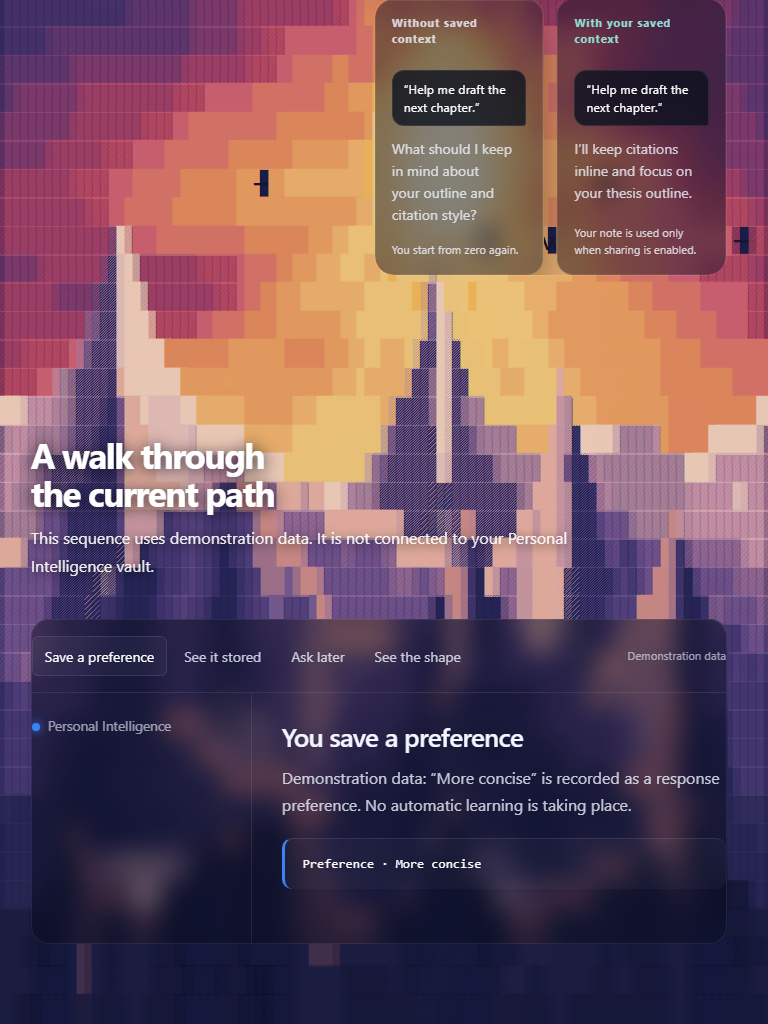 Without saved
context
“Help me draft the
next chapter.”
What should I keep
in mind about
your outline and
citation style?
You start from zero again.
With your saved
context
“Help me draft the
next chapter.”
I’ll keep citations
inline and focus on
your thesis outline.
Your note is used only
when sharing is enabled.
A walk through
the current path
This sequence uses demonstration data. It is not connected to your Personal
Intelligence vault.
Save a preference
See it stored
Ask later
See the shape
Demonstration data
Personal Intelligence
You save a preference
Demonstration data: “More concise” is recorded as a response
preference. No automatic learning is taking place.
Preference · More concise